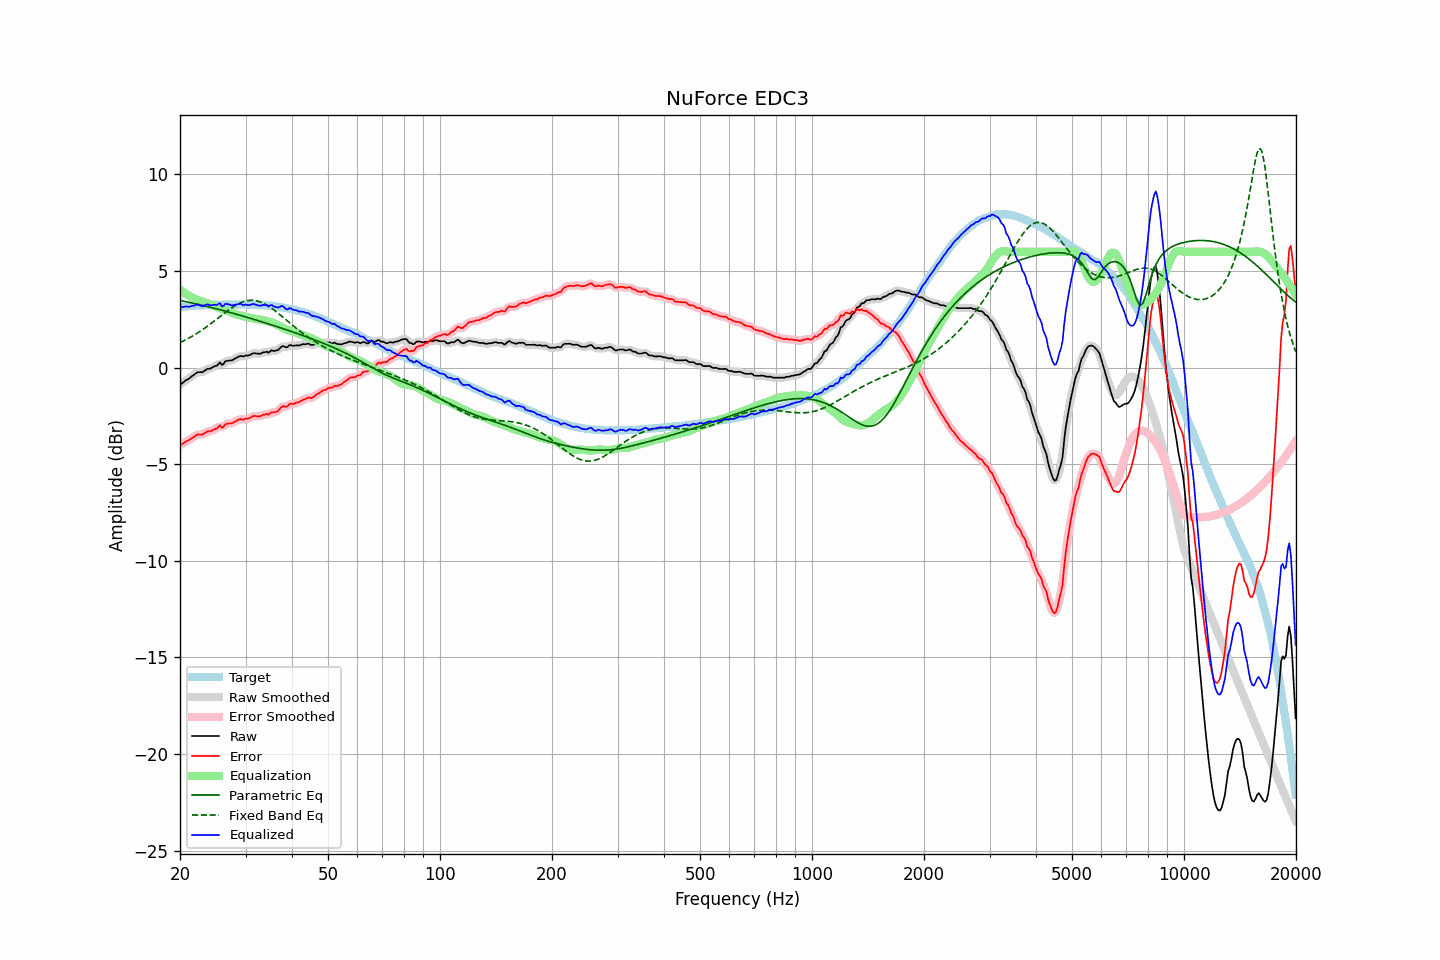 NuForce EDC3
Amplitude (dBr)
10
5
0
−5
−10
−15
−20
−25
Target
Raw Smoothed
Error Smoothed
Raw
Error
Equalization
Parametric Eq
Fixed Band Eq
Equalized
20 50 100 200 500 1000 2000 5000 10000 20000
Frequency (Hz)